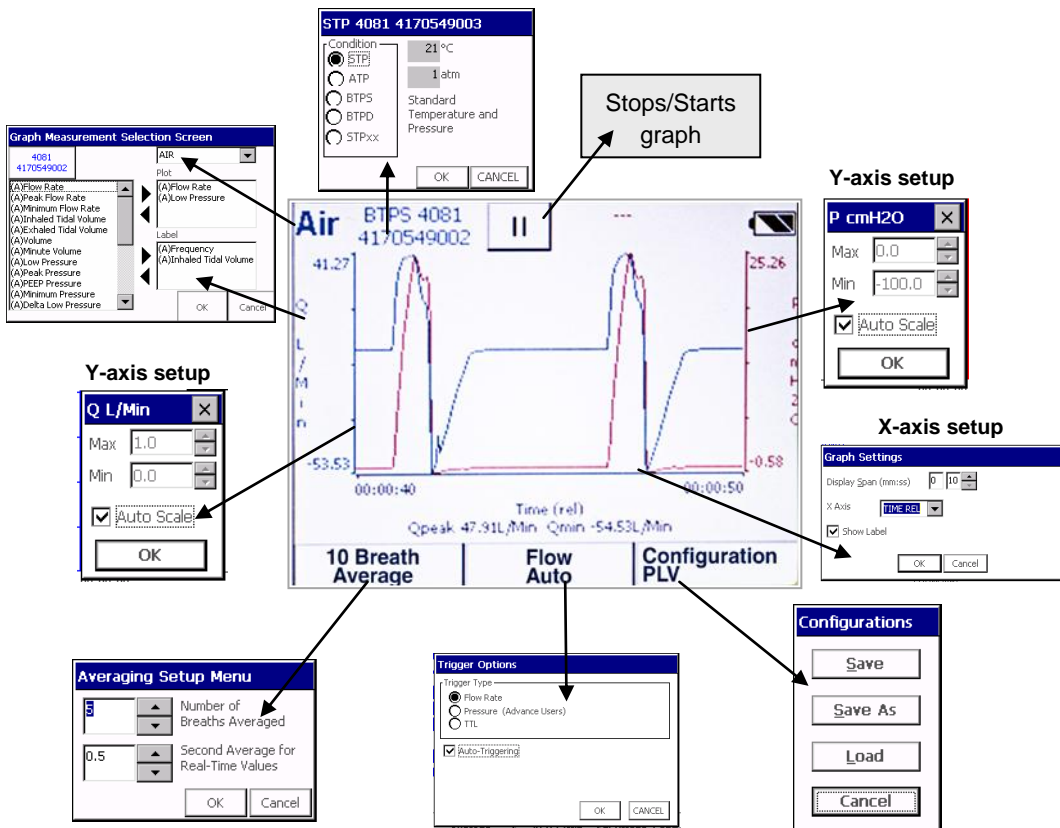 STP 4081 4170549003
Condition
STP
ATP
BTPS
BTPD
STPxx
21 °C
1 atm
Standard
Temperature and
Pressure
OK CANCEL
Stops/Starts
graph
Graph Measurement Selection Screen
4081
4170549002
AIR
Plot
(A)Flow Rate
(A)Peak Flow Rate
(A)Minimum Flow Rate
(A)Inhaled Tidal Volume
(A)Exhaled Tidal Volume
(A)Volume
(A)Minute Volume
(A)Low Pressure
(A)Peak Pressure
(A)PEEP Pressure
(A)Minimum Pressure
(A)Delta Low Pressure
(A)Flow Rate
(A)Low Pressure
Label
(A)Frequency
(A)Inhaled Tidal Volume
OK Cancel
Air
BTPS 4081
4170549002
---
41.27
-53.53
Q L/Min
25.26
-0.58
00:00:40 00:00:50
Time (rel)
Qpeak 47.91L/Min Qmin -54.53L/Min
10 Breath
Average
Flow
Auto
Configuration
PLV
Y-axis setup
P cmH2O
Max 0.0
Min -100.0
Auto Scale
OK
Y-axis setup
Q L/Min
Max 1.0
Min 0.0
Auto Scale
OK
X-axis setup
Graph Settings
Display Span (mm:ss) 0 10
X Axis TIME REL
Show Label
OK Cancel
Averaging Setup Menu
5
Number of
Breaths Averaged
0.5
Second Average for
Real-Time Values
OK Cancel
Trigger Options
Trigger Type
Flow Rate
Pressure (Advance Users)
TTL
Auto-Triggering
OK CANCEL
Configurations
Save
Save As
Load
Cancel